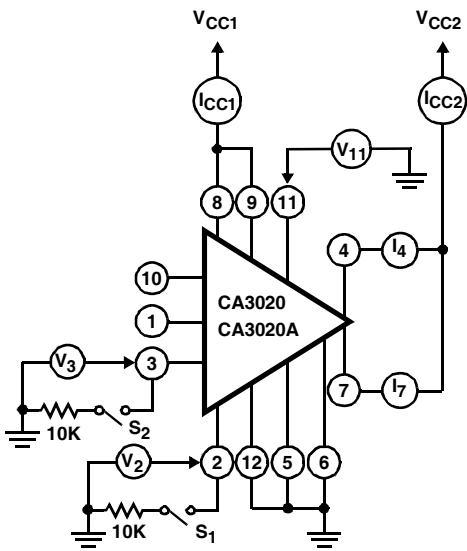 VCC1 VCC2
ICC1 ICC2
V11
8 9 11
10 4 I4
CA3020
1 CA3020A
V3 3
7 I7
10K S2
V2 2 12 5 6
10K S1